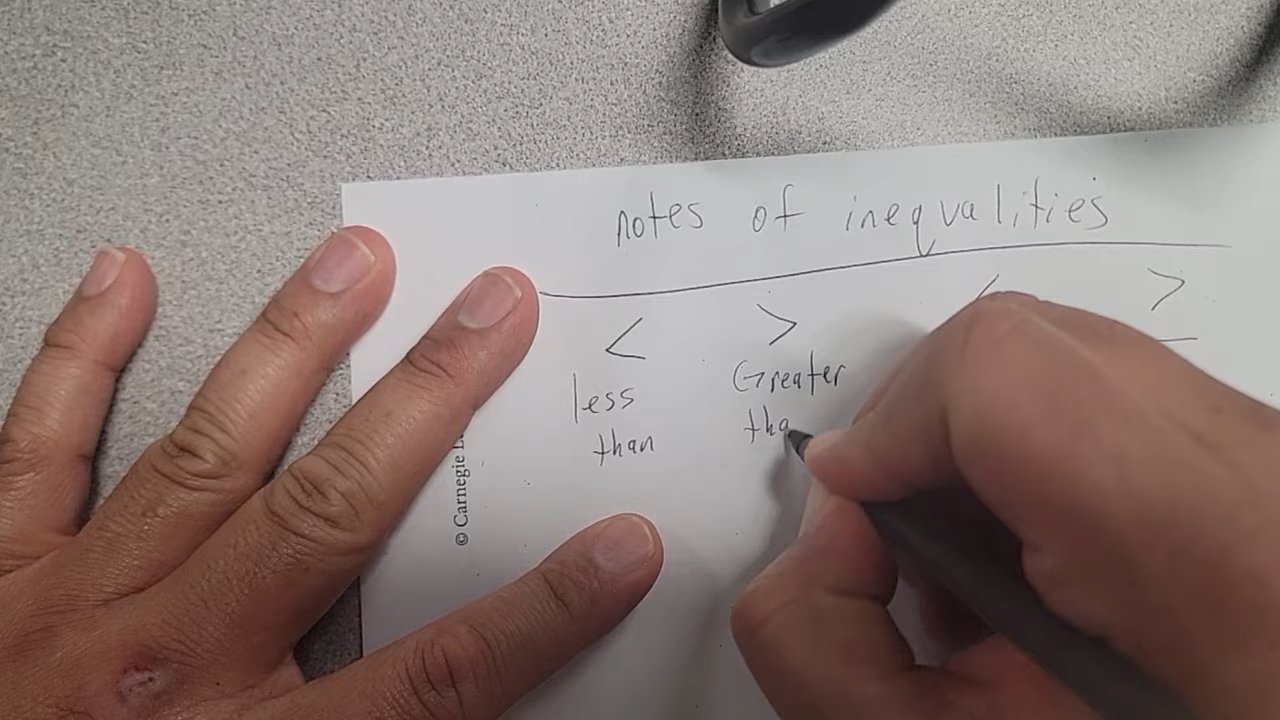 notes of inequalities
< > >
less Greater
than tha
© Carnegie